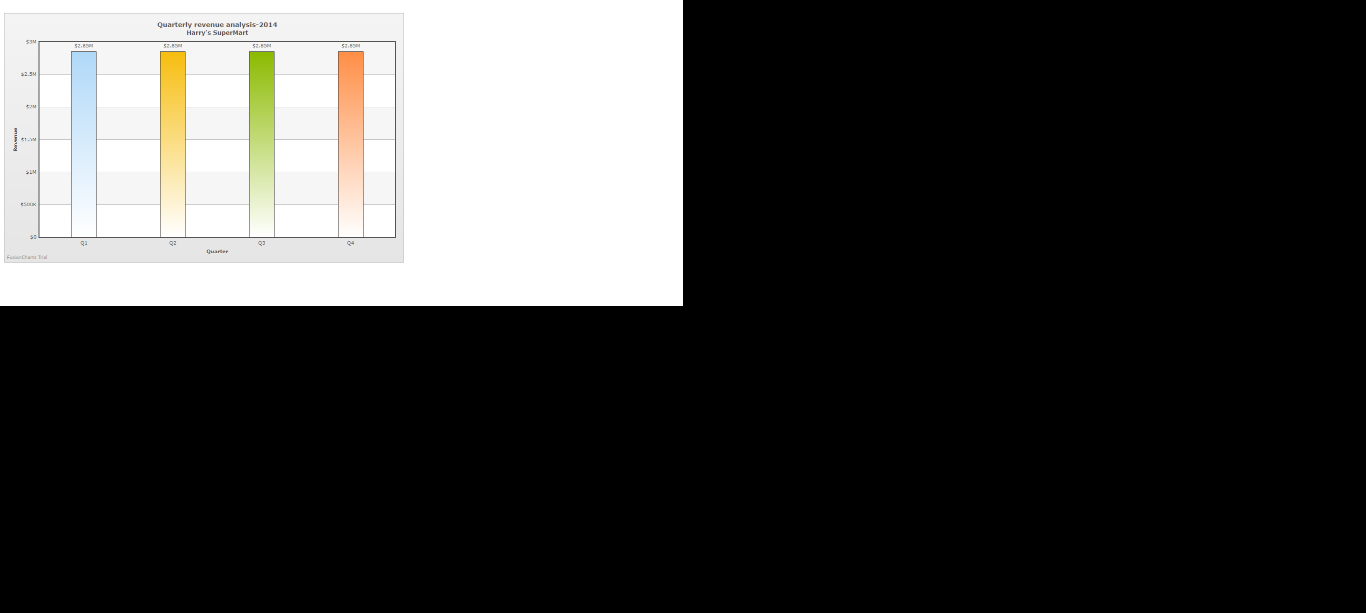 Quarterly revenue analysis-2014
Harry's SuperMart
$2.85M $2.85M $2.85M $2.85M
$3M
$2.5M
$2M
$1.5M
$1M
$500K
$0
Revenue
Q1 Q2 Q3 Q4
Quarter
FusionCharts Trial